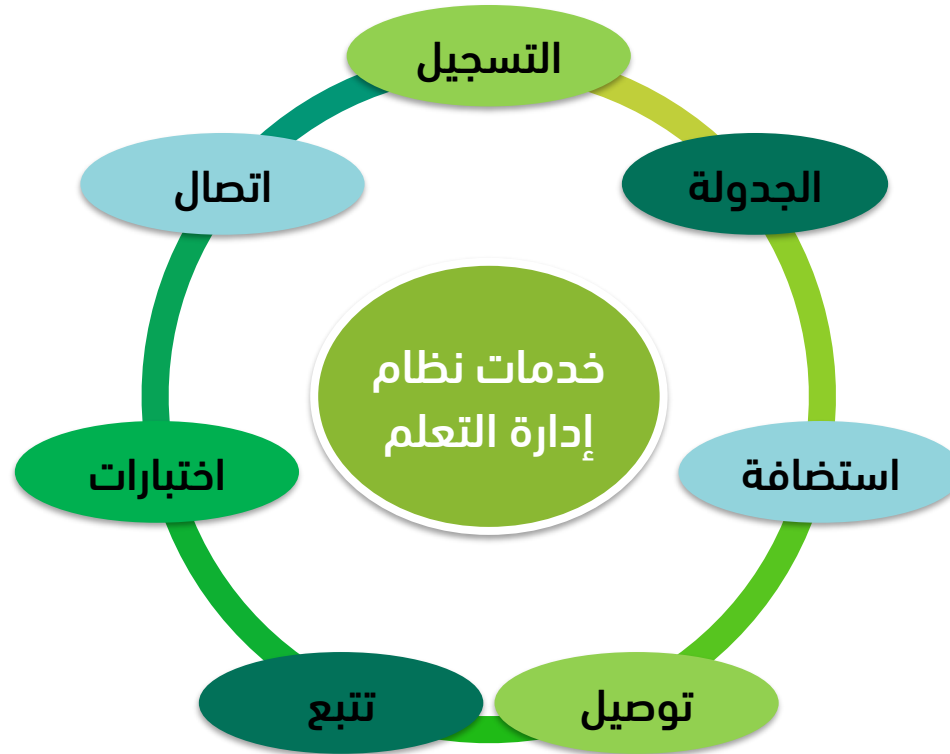 التسجيل
الجدولة
استضافة
توصيل
تتبع
اختبارات
اتصال
خدمات نظام
إدارة التعلم